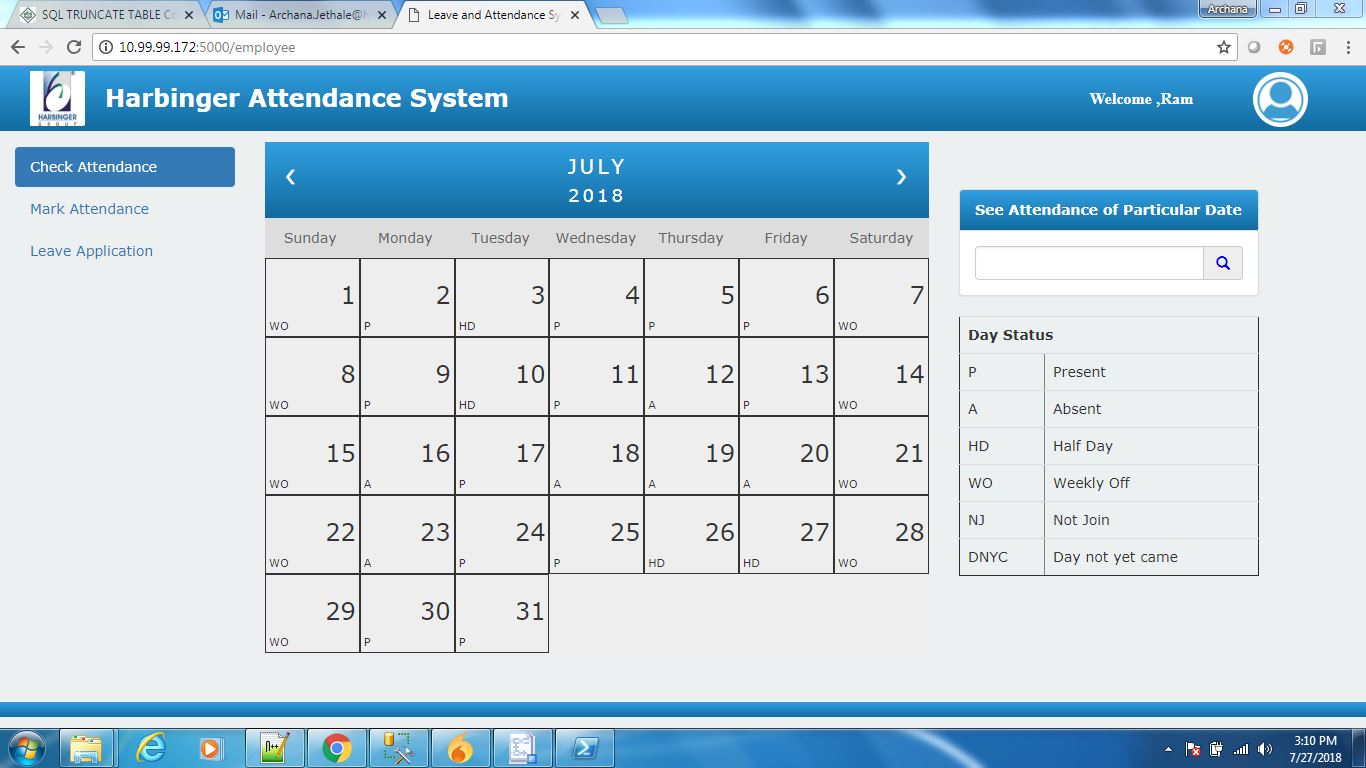 SQL TRUNCATE TABLE Co
Mail - Archana.Jethale@h
Leave and Attendance Sy
Archana
10.99.99.172:5000/employee
HARBINGER
GROUP
Harbinger Attendance System
Welcome ,Ram
Check Attendance
Mark Attendance
Leave Application
‹ JULY ›
2018
Sunday Monday Tuesday Wednesday Thursday Friday Saturday
1 2 3 4 5 6 7
WO P HD P P P WO
8 9 10 11 12 13 14
WO P HD P A P WO
15 16 17 18 19 20 21
WO A P A A A WO
22 23 24 25 26 27 28
WO A P P HD HD WO
29 30 31
WO P P
See Attendance of Particular Date
Day Status
P Present
A Absent
HD Half Day
WO Weekly Off
NJ Not Join
DNYC Day not yet came
3:10 PM
7/27/2018